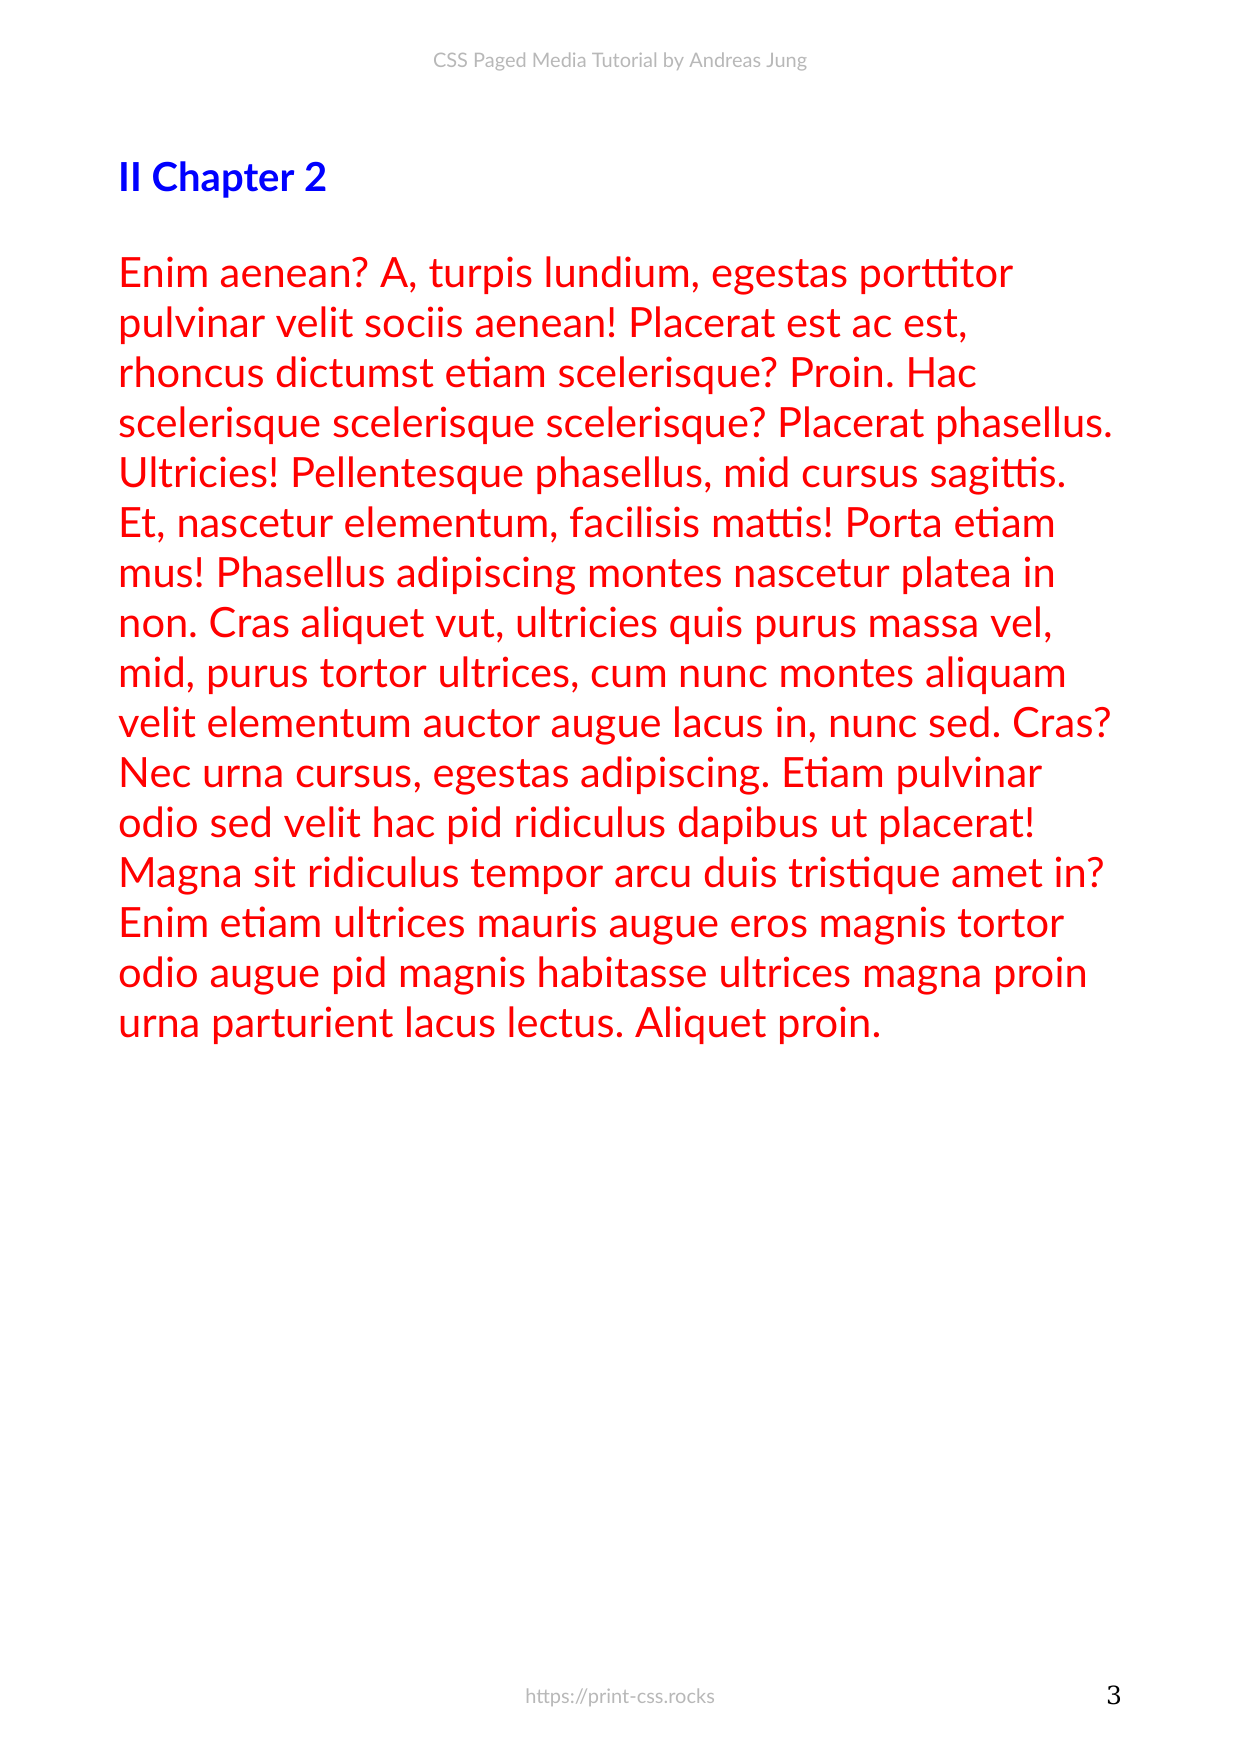 CSS Paged Media Tutorial by Andreas Jung
II Chapter 2
Enim aenean? A, turpis lundium, egestas porttitor
pulvinar velit sociis aenean! Placerat est ac est,
rhoncus dictumst etiam scelerisque? Proin. Hac
scelerisque scelerisque scelerisque? Placerat phasellus.
Ultricies! Pellentesque phasellus, mid cursus sagittis.
Et, nascetur elementum, facilisis mattis! Porta etiam
mus! Phasellus adipiscing montes nascetur platea in
non. Cras aliquet vut, ultricies quis purus massa vel,
mid, purus tortor ultrices, cum nunc montes aliquam
velit elementum auctor augue lacus in, nunc sed. Cras?
Nec urna cursus, egestas adipiscing. Etiam pulvinar
odio sed velit hac pid ridiculus dapibus ut placerat!
Magna sit ridiculus tempor arcu duis tristique amet in?
Enim etiam ultrices mauris augue eros magnis tortor
odio augue pid magnis habitasse ultrices magna proin
urna parturient lacus lectus. Aliquet proin.
https://print-css.rocks
3